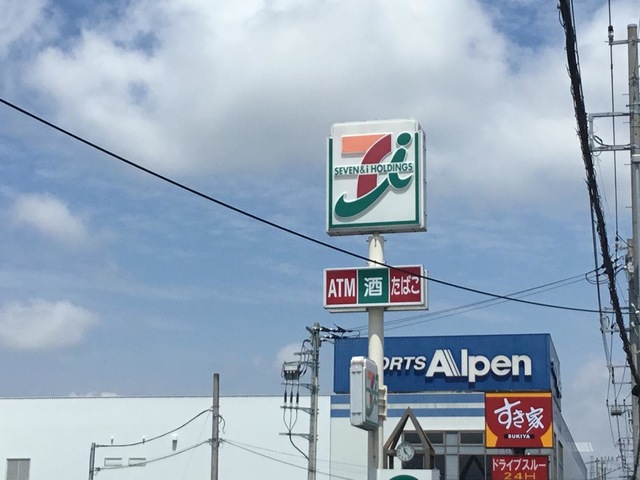 SEVEN&i HOLDINGS
ATM 酒 たばこ
ORTS Alpen
すき家
SUKIYA
ドライブスルー
24H